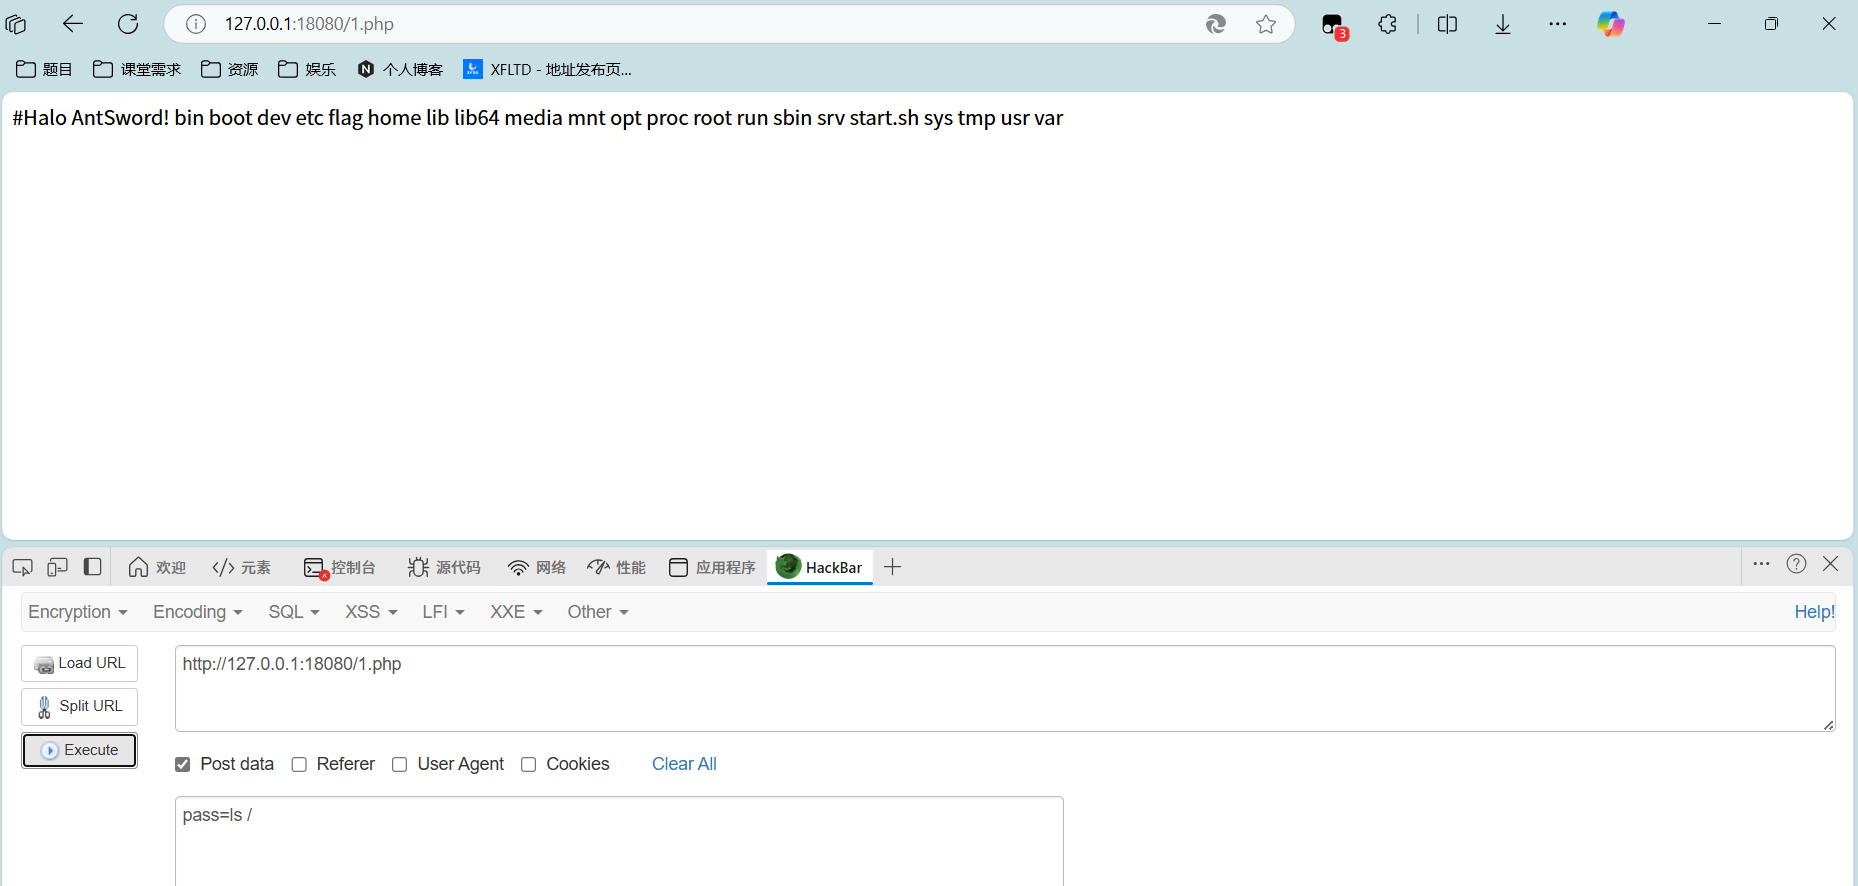 127.0.0.1:18080/1.php
3
题目 课堂需求 资源 娱乐 N 个人博客 XFLTD - 地址发布页...
#Halo AntSword! bin boot dev etc flag home lib lib64 media mnt opt proc root run sbin srv start.sh sys tmp usr var
欢迎 </> 元素 控制台 源代码 网络 性能 应用程序 HackBar
Encryption Encoding SQL XSS LFI XXE Other Help!
Load URL http://127.0.0.1:18080/1.php
Split URL
Execute
Post data Referer User Agent Cookies Clear All
pass=ls /